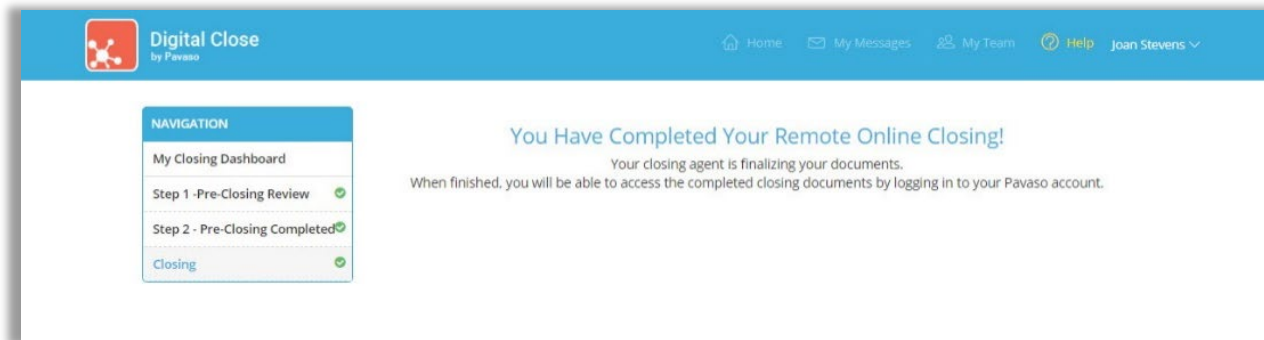 Digital Close
by Pavaso
Home
My Messages
My Team
Help
Joan Stevens
NAVIGATION
My Closing Dashboard
Step 1 -Pre-Closing Review
Step 2 - Pre-Closing Completed
Closing
You Have Completed Your Remote Online Closing!
Your closing agent is finalizing your documents.
When finished, you will be able to access the completed closing documents by logging in to your Pavaso account.